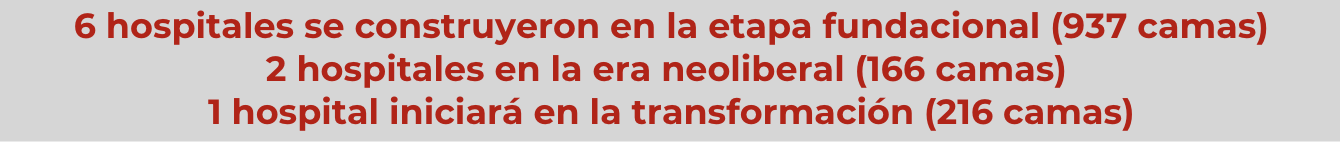 6 hospitales se construyeron en la etapa fundacional (937 camas)
2 hospitales en la era neoliberal (166 camas)
1 hospital iniciará en la transformación (216 camas)